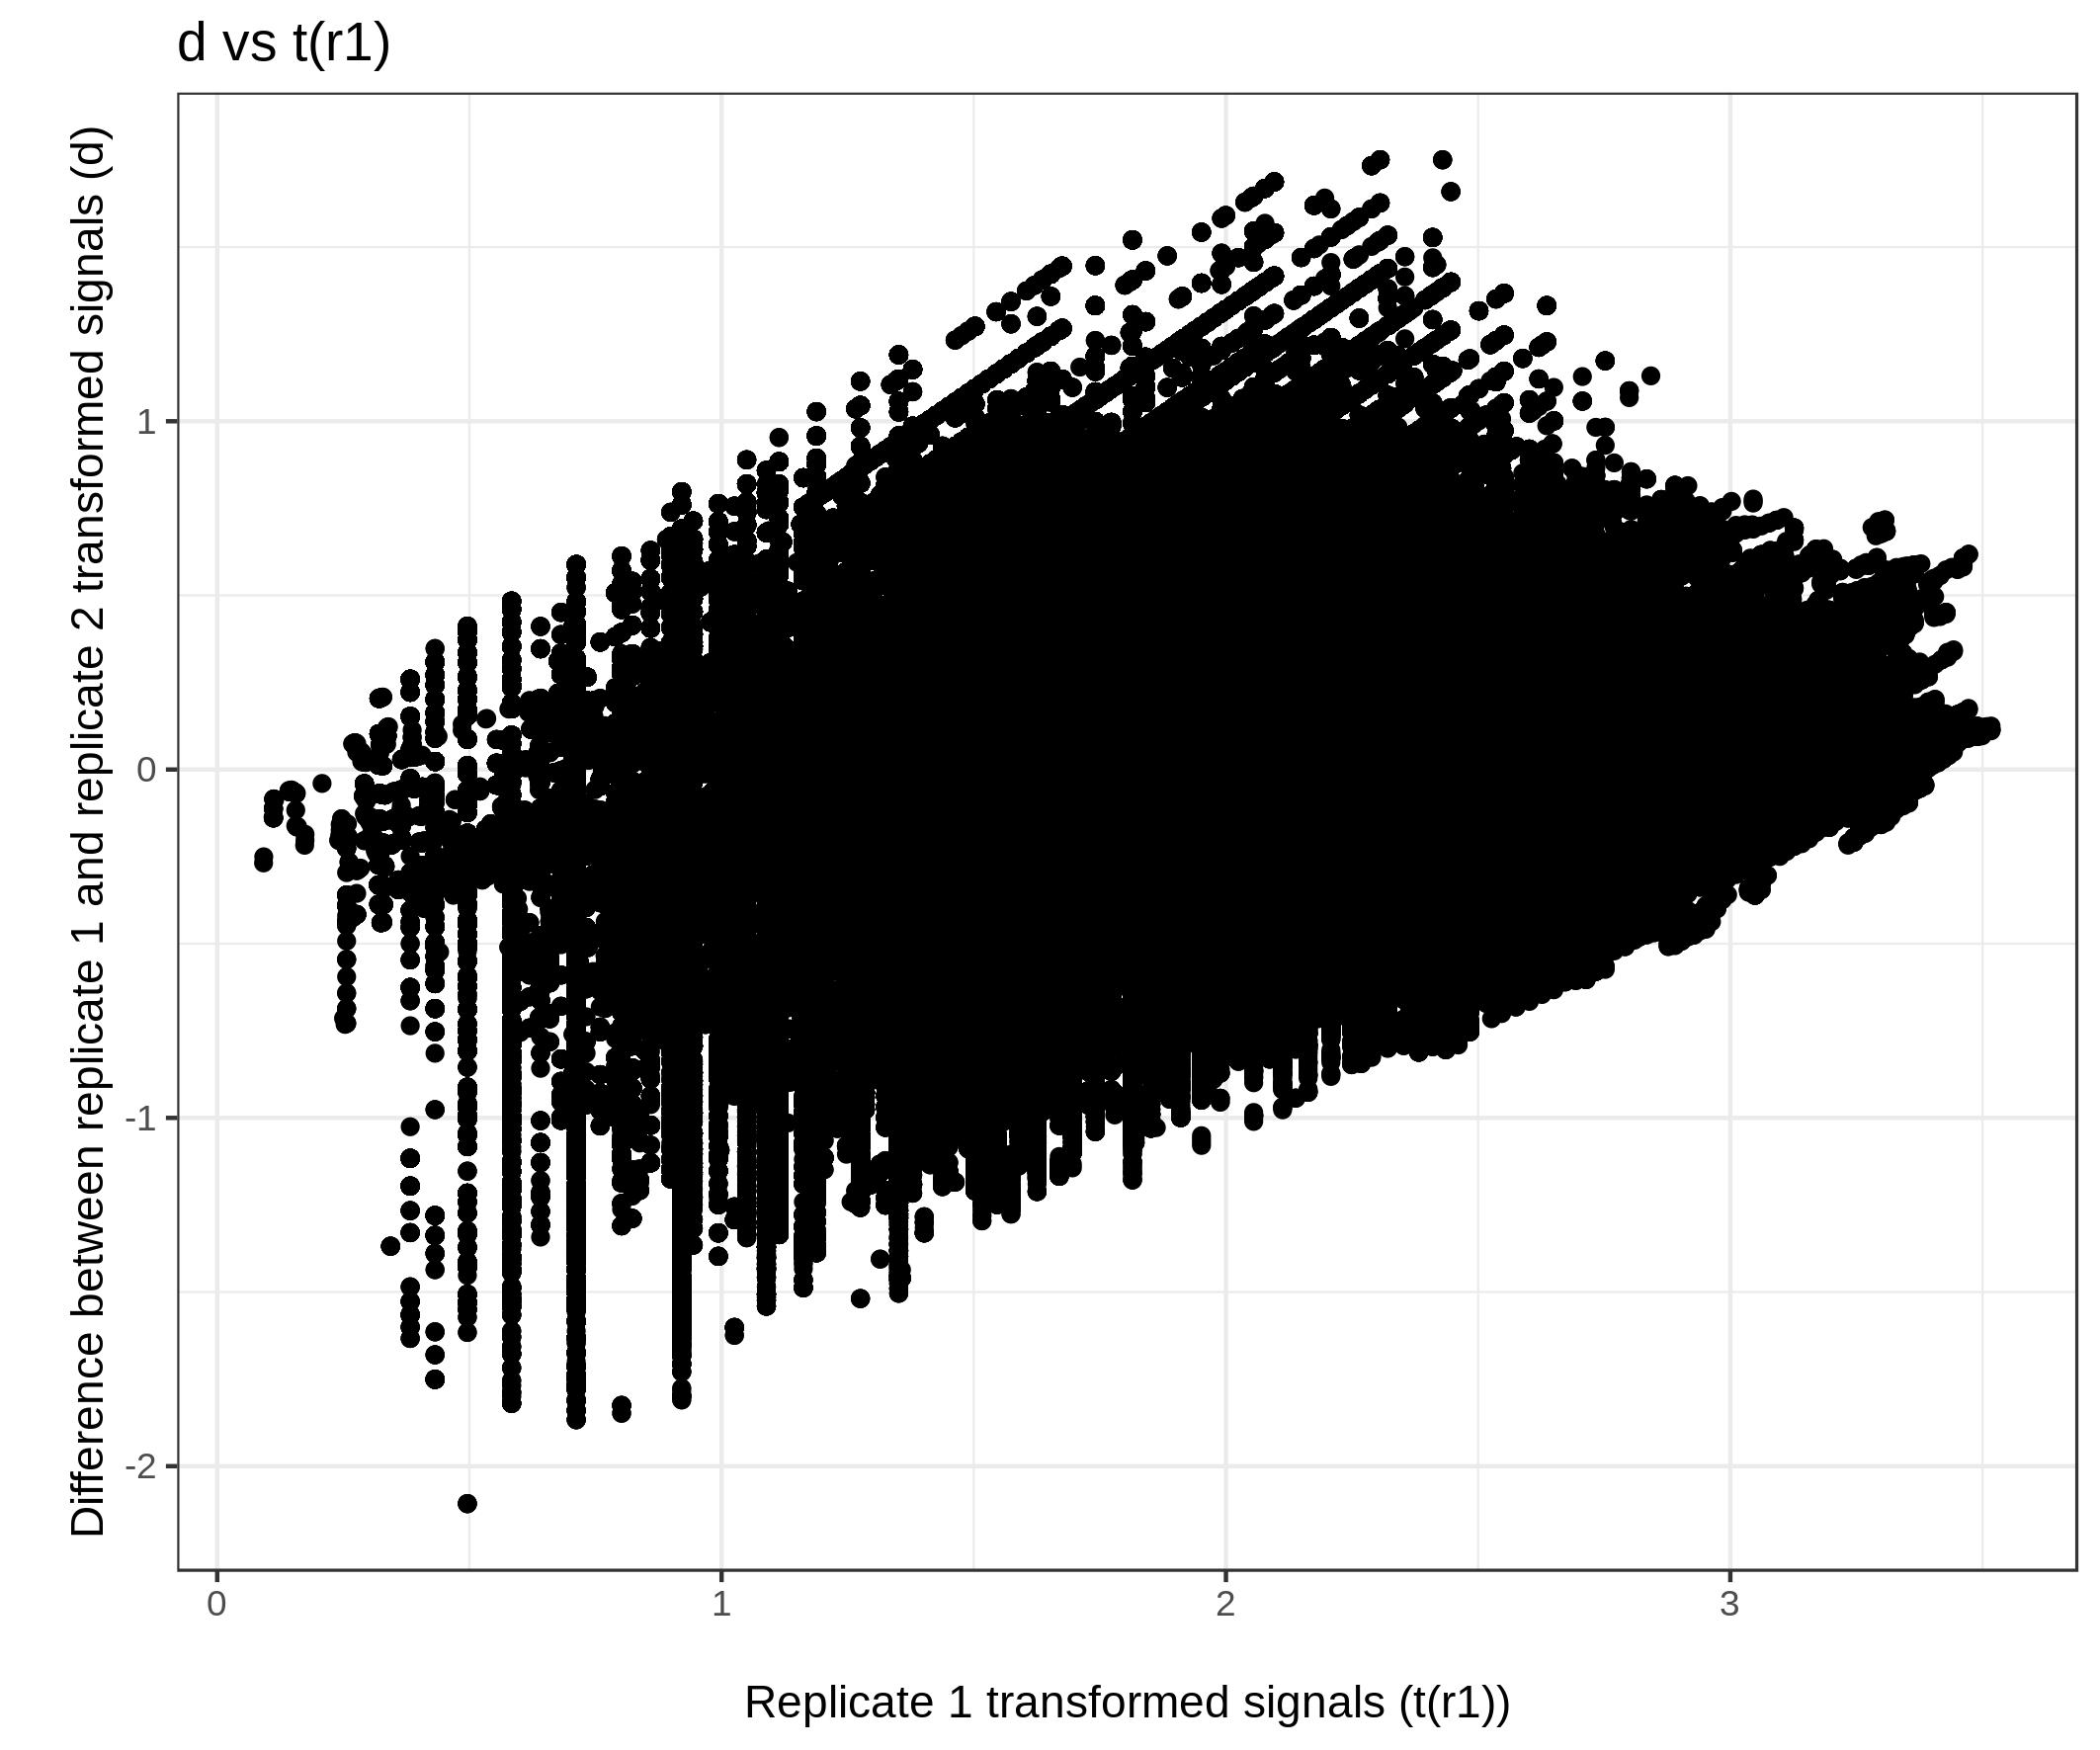 d vs t(r1)
Difference between replicate 1 and replicate 2 transformed signals (d)
1
0
-1
-2
0 1 2 3
Replicate 1 transformed signals (t(r1))